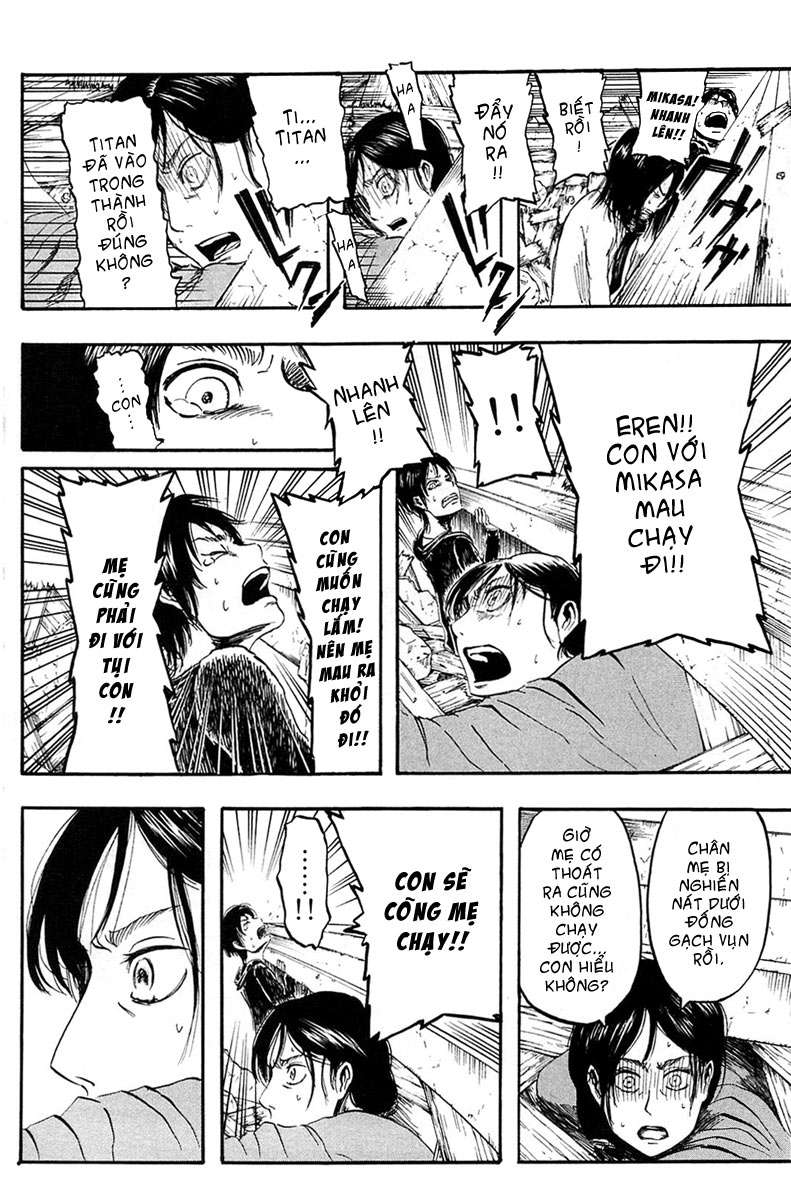 MIKASA!
NHANH
LÊN!!
BIẾT
RỒI
!
ĐẨY
NÓ
RA!!
HA
A
HA
A
TI...
TITAN
...
TITAN
ĐÃ VÀO
TRONG
THÀNH
RỒI
ĐÚNG
KHÔNG
?
EREN!!
CON VỚI
MIKASA
MAU
CHẠY
ĐI!!
!!
NHANH
LÊN
!!
...
CON
...
CON
CŨNG
MUỐN
CHẠY
LẮM!
NÊN MẸ
MAU RA
KHỎI
ĐÓ
ĐI!!
MẸ
CŨNG
PHẢI
ĐI VỚI
TỤI
CON
!!
CHÂN
MẸ BỊ
NGHIẾN
NÁT DƯỚI
ĐỐNG
GẠCH VỤN
RỒI.
GIỜ
MẸ CÓ
THOÁT
RA CŨNG
KHÔNG
CHẠY
ĐƯỢC...
CON HIỂU
KHÔNG?
CON SẼ
CÕNG MẸ
CHẠY!!
......
!!